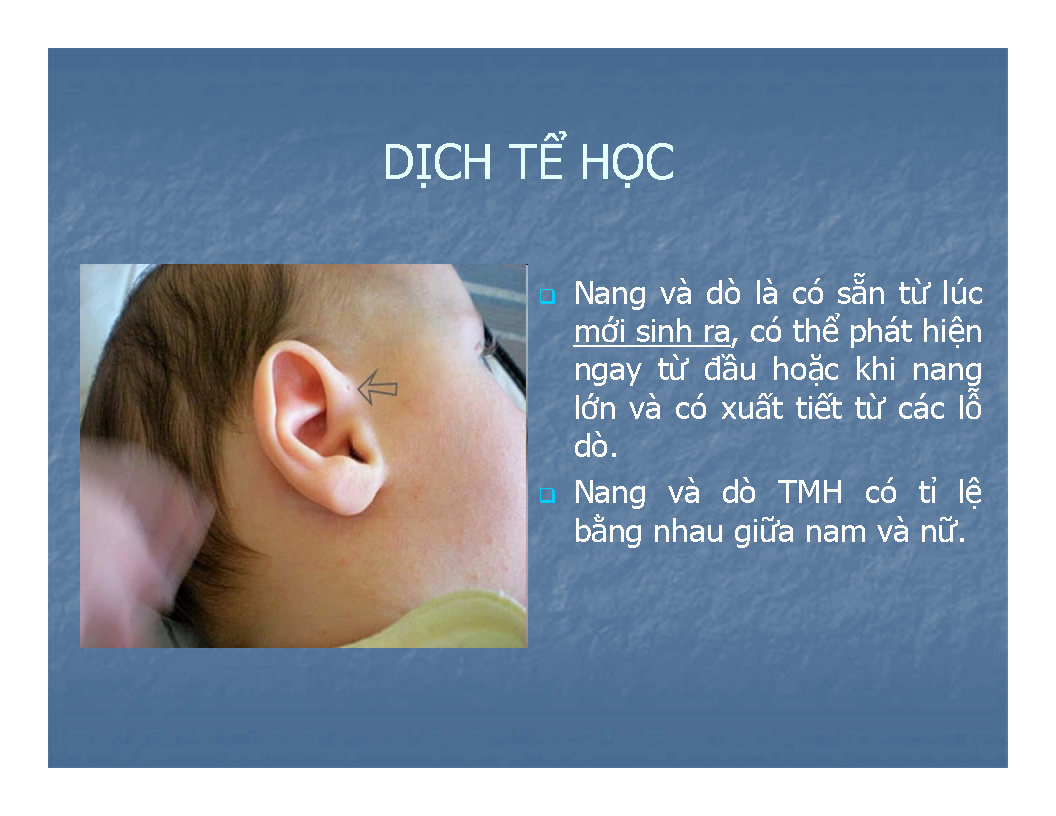 DỊCH TỂ HỌC
Nang và dò là có sẵn từ lúc
mới sinh ra, có thể phát hiện
ngay từ đầu hoặc khi nang
lớn và có xuất tiết từ các lỗ
dò.
Nang và dò TMH có tỉ lệ
bằng nhau giữa nam và nữ.